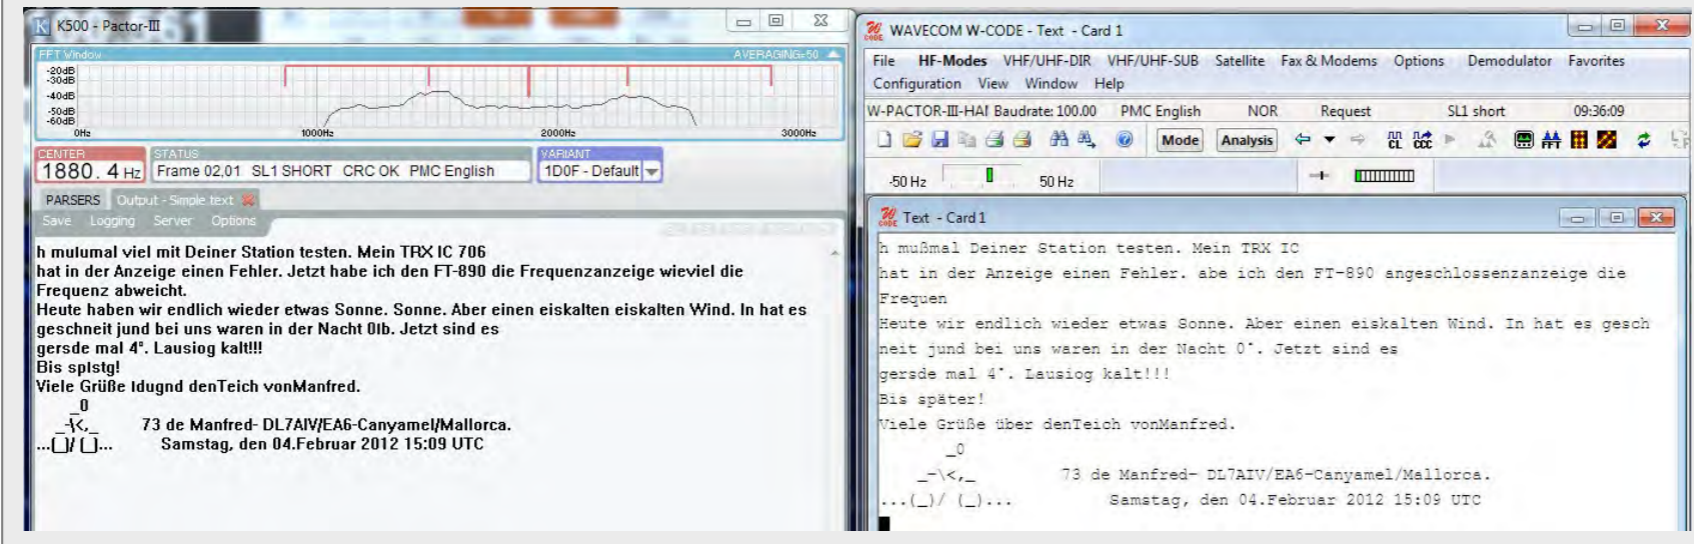 K500 - Pactor-III
FFT Window AVERAGING=50
-20dB
-30dB
-40dB
-50dB
-60dB
0Hz 1000Hz 2000Hz 3000Hz
CENTER STATUS VARIANT
1880.4 Hz Frame 02,01 SL1 SHORT CRC OK PMC English 1D0F - Default
PARSERS Output - Simple text
Save Logging Server Options
h mulumal viel mit Deiner Station testen. Mein TRX IC 706
hat in der Anzeige einen Fehler. Jetzt habe ich den FT-890 die Frequenzanzeige wieviel die
Frequenz abweicht.
Heute haben wir endlich wieder etwas Sonne. Sonne. Aber einen eiskalten eiskalten Wind. In hat es
geschneit jund bei uns waren in der Nacht 0lb. Jetzt sind es
gersde mal 4°. Lausiog kalt!!!
Bis splstg!
Viele Grüße ldugnd denTeich vonManfred.
_0
_-\<,_ 73 de Manfred- DL7AIV/EA6-Canyamel/Mallorca.
...(_)/ (_)... Samstag, den 04.Februar 2012 15:09 UTC
WAVECOM W-CODE - Text - Card 1
File HF-Modes VHF/UHF-DIR VHF/UHF-SUB Satellite Fax & Modems Options Demodulator Favorites
Configuration View Window Help
W-PACTOR-III-HAI Baudrate: 100.00 PMC English NOR Request SL1 short 09:36:09
Mode Analysis CL CCC
-50 Hz 50 Hz
Text - Card 1
h mußmal Deiner Station testen. Mein TRX IC
hat in der Anzeige einen Fehler. abe ich den FT-890 angeschlossenzanzeige die
Frequen
Heute wir endlich wieder etwas Sonne. Aber einen eiskalten Wind. In hat es gesch
neit jund bei uns waren in der Nacht 0°. Jetzt sind es
gersde mal 4°. Lausiog kalt!!!
Bis später!
Viele Grüße über denTeich vonManfred.
_0
_-\<,_ 73 de Manfred- DL7AIV/EA6-Canyamel/Mallorca.
...(_)/ (_)... Samstag, den 04.Februar 2012 15:09 UTC